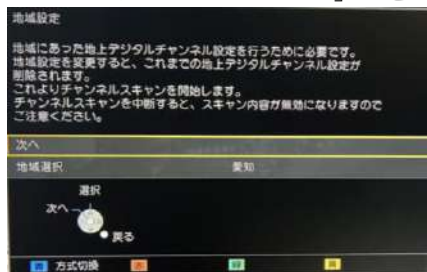 地域設定
地域にあった地上デジタルチャンネル設定を行うために必要です。
地域設定を変更すると、これまでの地上デジタルチャンネル設定が
削除されます。
これよりチャンネルスキャンを開始します。
チャンネルスキャンを中断すると、スキャン内容が無効になりますので
ご注意ください。
次へ
地域選択 愛知
選択
次へ
戻る
青 方式切換 赤 緑 黄